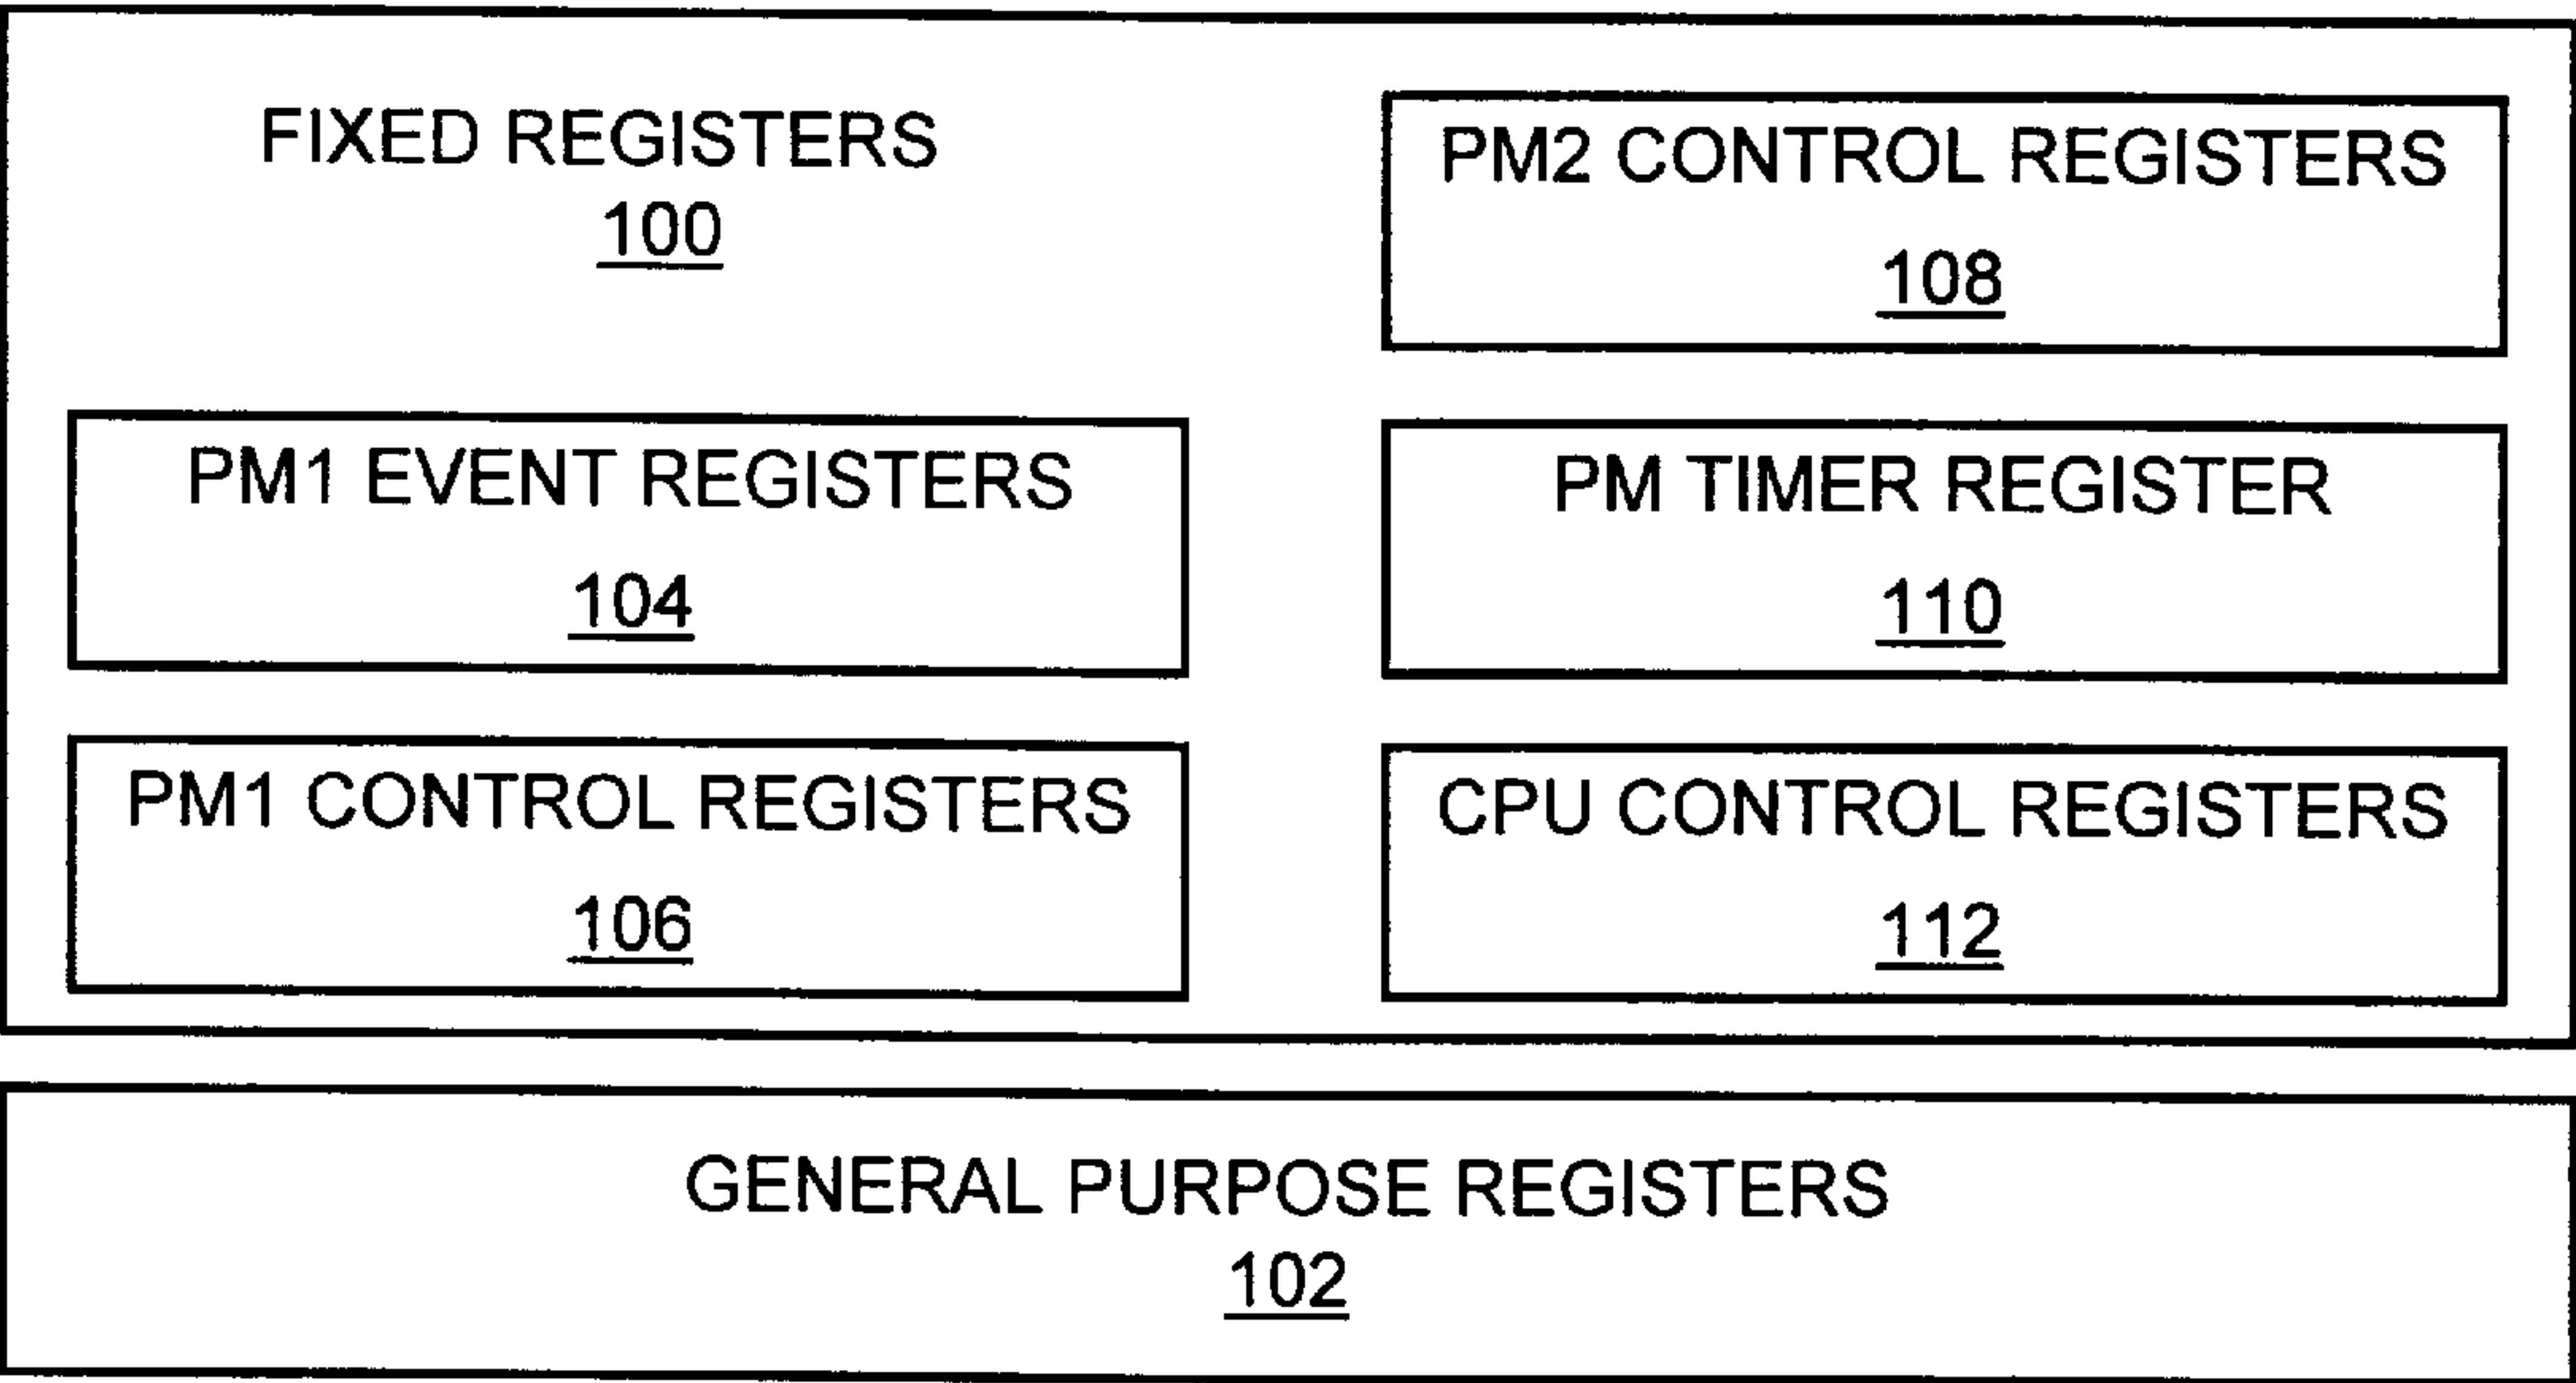 FIXED REGISTERS
100
PM1 EVENT REGISTERS
104
PM1 CONTROL REGISTERS
106
PM2 CONTROL REGISTERS
108
PM TIMER REGISTER
110
CPU CONTROL REGISTERS
112
GENERAL PURPOSE REGISTERS
102